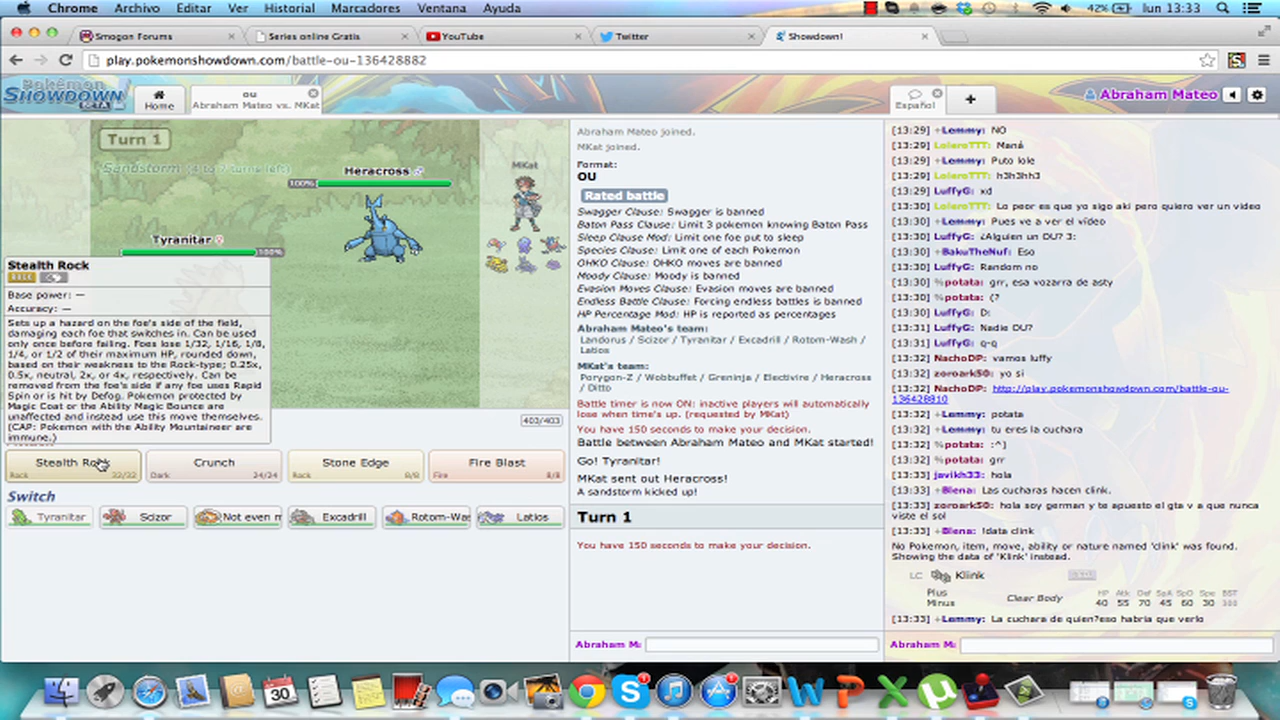 Chrome Archivo Editar Ver Historial Marcadores Ventana Ayuda 42% lun 13:33
Smogon Forums
Series online Gratis
YouTube
Twitter
Showdown!
play.pokemonshowdown.com/battle-ou-136428882
Pokémon
SHOWDOWN
BETA
Home
ou
Abraham Mateo vs. MKat
Español
+
Abraham Mateo
Turn 1
Sandstorm (4 to 7 turns left)
Heracross
100%
MKat
Tyranitar
100%
Stealth Rock
ROCK
Base power: —
Accuracy: —
Sets up a hazard on the foe's side of the field,
damaging each foe that switches in. Can be used
only once before failing. Foes lose 1/32, 1/16, 1/8,
1/4, or 1/2 of their maximum HP, rounded down,
based on their weakness to the Rock-type; 0.25x,
0.5x, neutral, 2x, or 4x, respectively. Can be
removed from the foe's side if any foe uses Rapid
Spin or is hit by Defog. Pokemon protected by
Magic Coat or the Ability Magic Bounce are
unaffected and instead use this move themselves.
(CAP: Pokemon with the Ability Mountaineer are
immune.)
403/403
Stealth Rock
Rock 32/32
Crunch
Dark 24/24
Stone Edge
Rock 8/8
Fire Blast
Fire 8/8
Switch
Tyranitar
Scizor
Not even m
Excadrill
Rotom-Was
Latios
Abraham Mateo joined.
MKat joined.
Format:
OU
Rated battle
Swagger Clause: Swagger is banned
Baton Pass Clause: Limit 3 pokemon knowing Baton Pass
Sleep Clause Mod: Limit one foe put to sleep
Species Clause: Limit one of each Pokemon
OHKO Clause: OHKO moves are banned
Moody Clause: Moody is banned
Evasion Moves Clause: Evasion moves are banned
Endless Battle Clause: Forcing endless battles is banned
HP Percentage Mod: HP is reported as percentages
Abraham Mateo's team:
Landorus / Scizor / Tyranitar / Excadrill / Rotom-Wash /
Latios
MKat's team:
Porygon-Z / Wobbuffet / Greninja / Electivire / Heracross
/ Ditto
Battle timer is now ON: inactive players will automatically
lose when time's up. (requested by MKat)
You have 150 seconds to make your decision.
Battle between Abraham Mateo and MKat started!
Go! Tyranitar!
MKat sent out Heracross!
A sandstorm kicked up!
Turn 1
You have 150 seconds to make your decision.
Abraham M:
[13:29] +Lemmy: NO
[13:29] LoleroTTT: Maná
[13:29] +Lemmy: Puto lole
[13:29] LoleroTTT: h3h3hh3
[13:29] LuffyG: xd
[13:30] LoleroTTT: Lo peor es que yo sigo aki pero quiero ver un video
[13:30] +Lemmy: Pues ve a ver el vídeo
[13:30] LuffyG: ¿Alguien un OU? 3:
[13:30] +BakuTheNuf: Eso
[13:30] LuffyG: Random no
[13:30] %potata: grr, esa vozarra de asty
[13:30] %potata: (?
[13:30] LuffyG: D:
[13:31] LuffyG: Nadie OU?
[13:31] LuffyG: q-q
[13:32] NachoDP: vamos luffy
[13:32] zoroark50: yo si
[13:32] NachoDP: http://play.pokemonshowdown.com/battle-ou-
136428810
[13:32] +Lemmy: potata
[13:32] +Lemmy: tu eres la cuchara
[13:32] %potata: :^)
[13:32] %potata: grr
[13:33] javikh33: hola
[13:33] +Blena: Las cucharas hacen clink.
[13:33] zoroark50: hola soy german y te apuesto el gta v a que nunca
viste el sol
[13:33] +Blena: !data clink
No Pokemon, item, move, ability or nature named 'clink' was found.
Showing the data of 'Klink' instead.
LC Klink
Plus
Minus
Clear Body
HP Atk Def SpA SpD Spe BST
40 55 70 45 60 30 300
[13:33] +Lemmy: La cuchara de quien?eso habria que verlo
Abraham M:
30